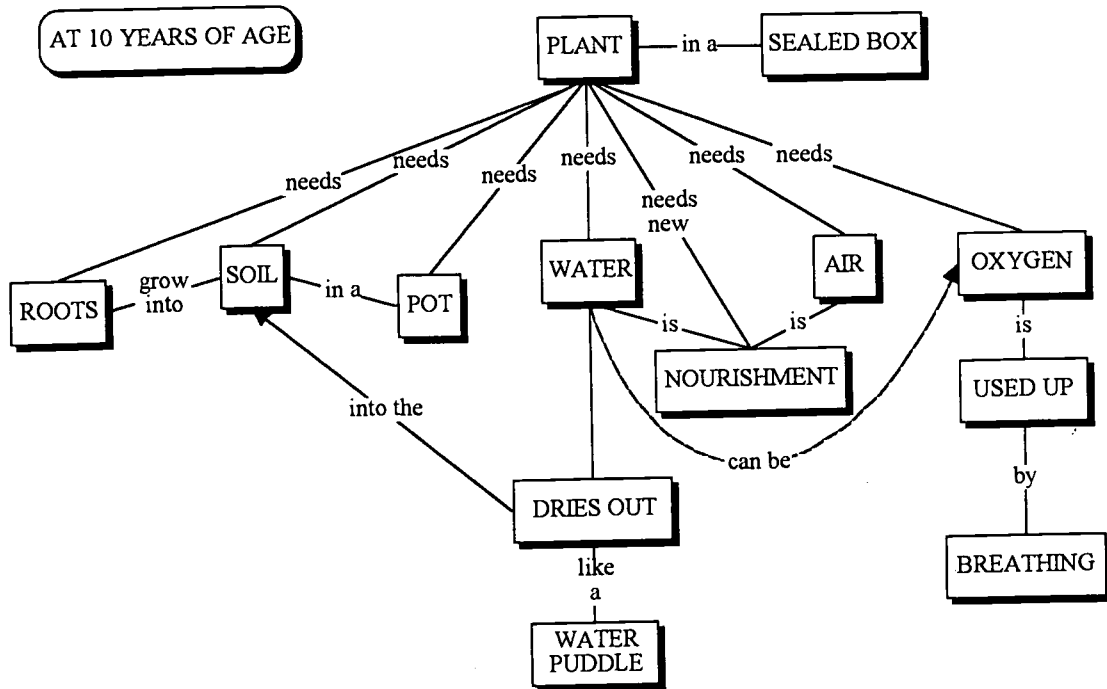 AT 10 YEARS OF AGE
PLANT
in a
SEALED BOX
needs
needs
needs
needs
needs
new
needs
needs
ROOTS
grow
into
SOIL
in a
POT
WATER
is
NOURISHMENT
is
AIR
OXYGEN
is
USED UP
by
BREATHING
into the
can be
DRIES OUT
like
a
WATER
PUDDLE